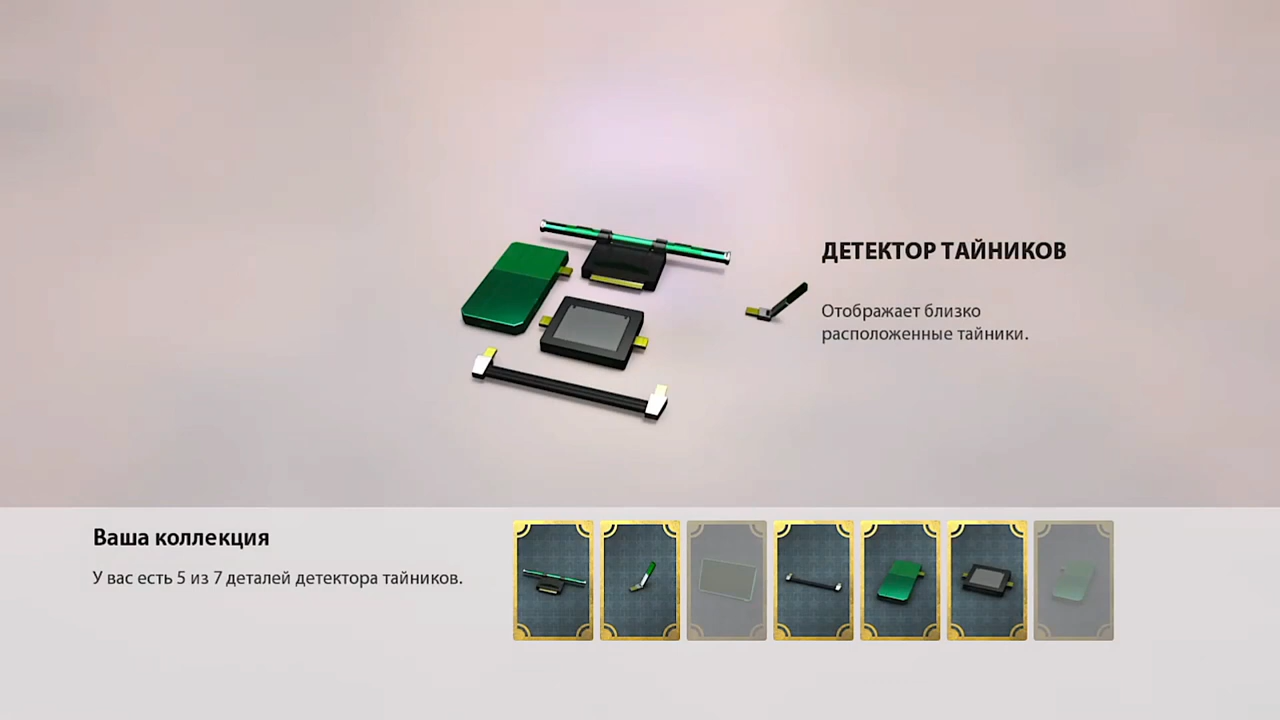 ДЕТЕКТОР ТАЙНИКОВ
Отображает близко
расположенные тайники.
Ваша коллекция
У вас есть 5 из 7 деталей детектора тайников.